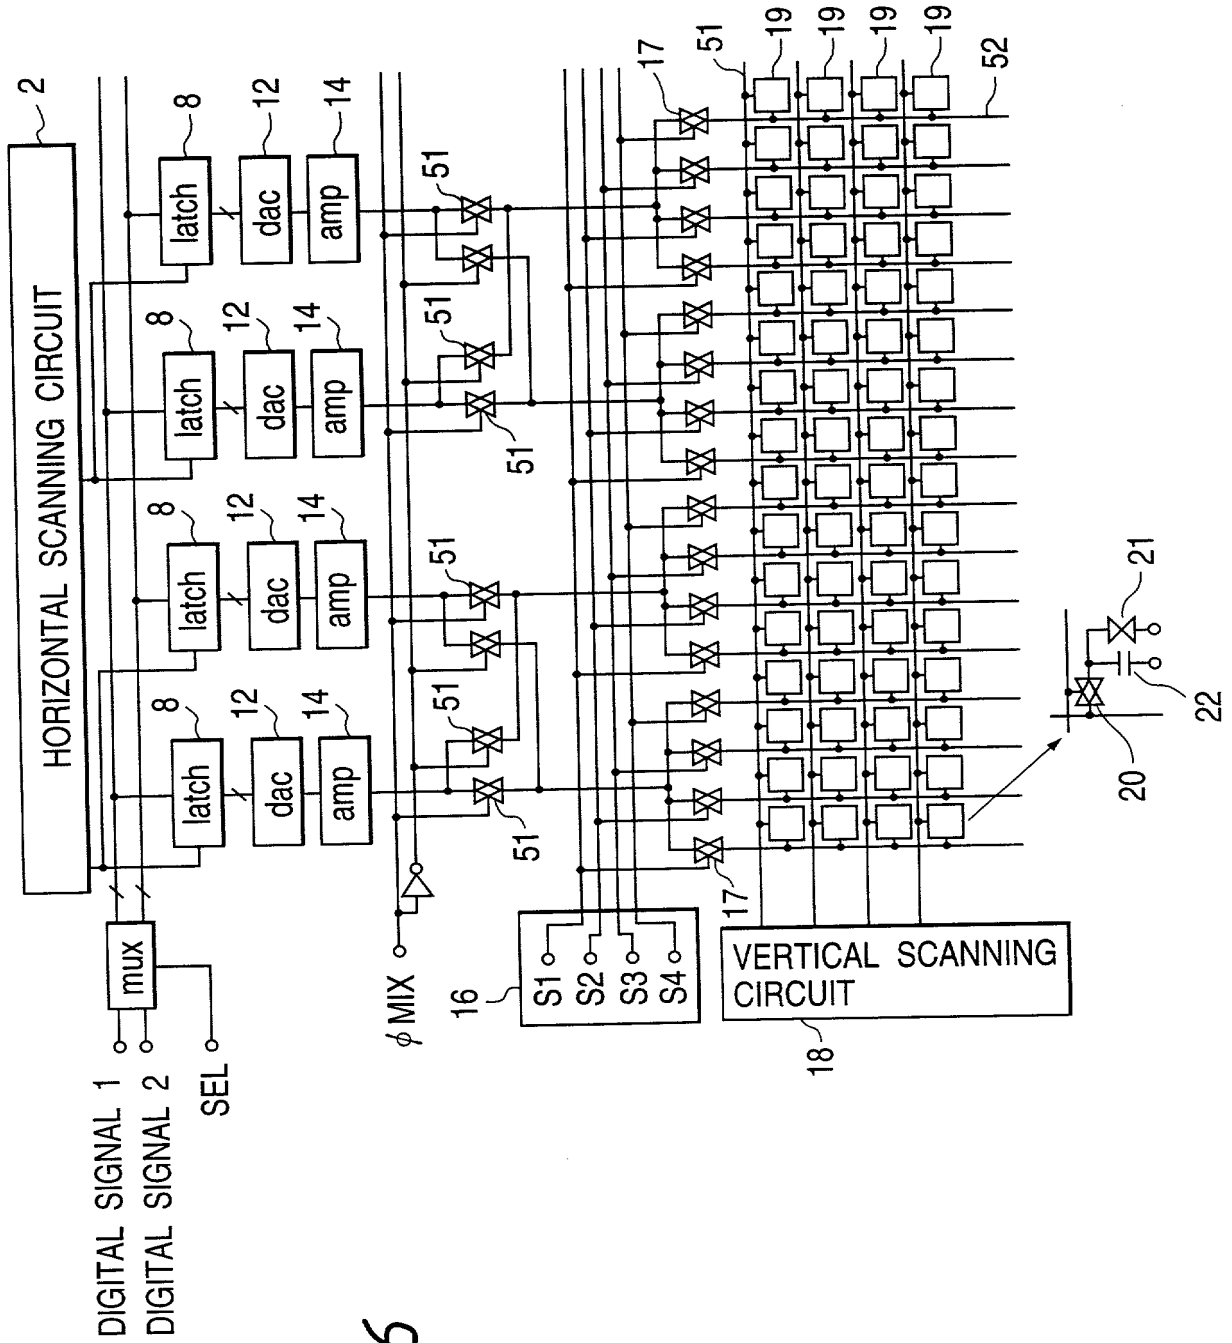 HORIZONTAL SCANNING CIRCUIT
2
DIGITAL SIGNAL 1
DIGITAL SIGNAL 2
SEL
mux
8
8
8
8
latch
latch
latch
latch
12
12
12
12
dac
dac
dac
dac
14
14
14
14
amp
amp
amp
amp
ϕ MIX
51
51
51
51
51
51
16
S1
S2
S3
S4
17
17
51
19
19
19
19
52
VERTICAL SCANNING
CIRCUIT
18
20
21
22